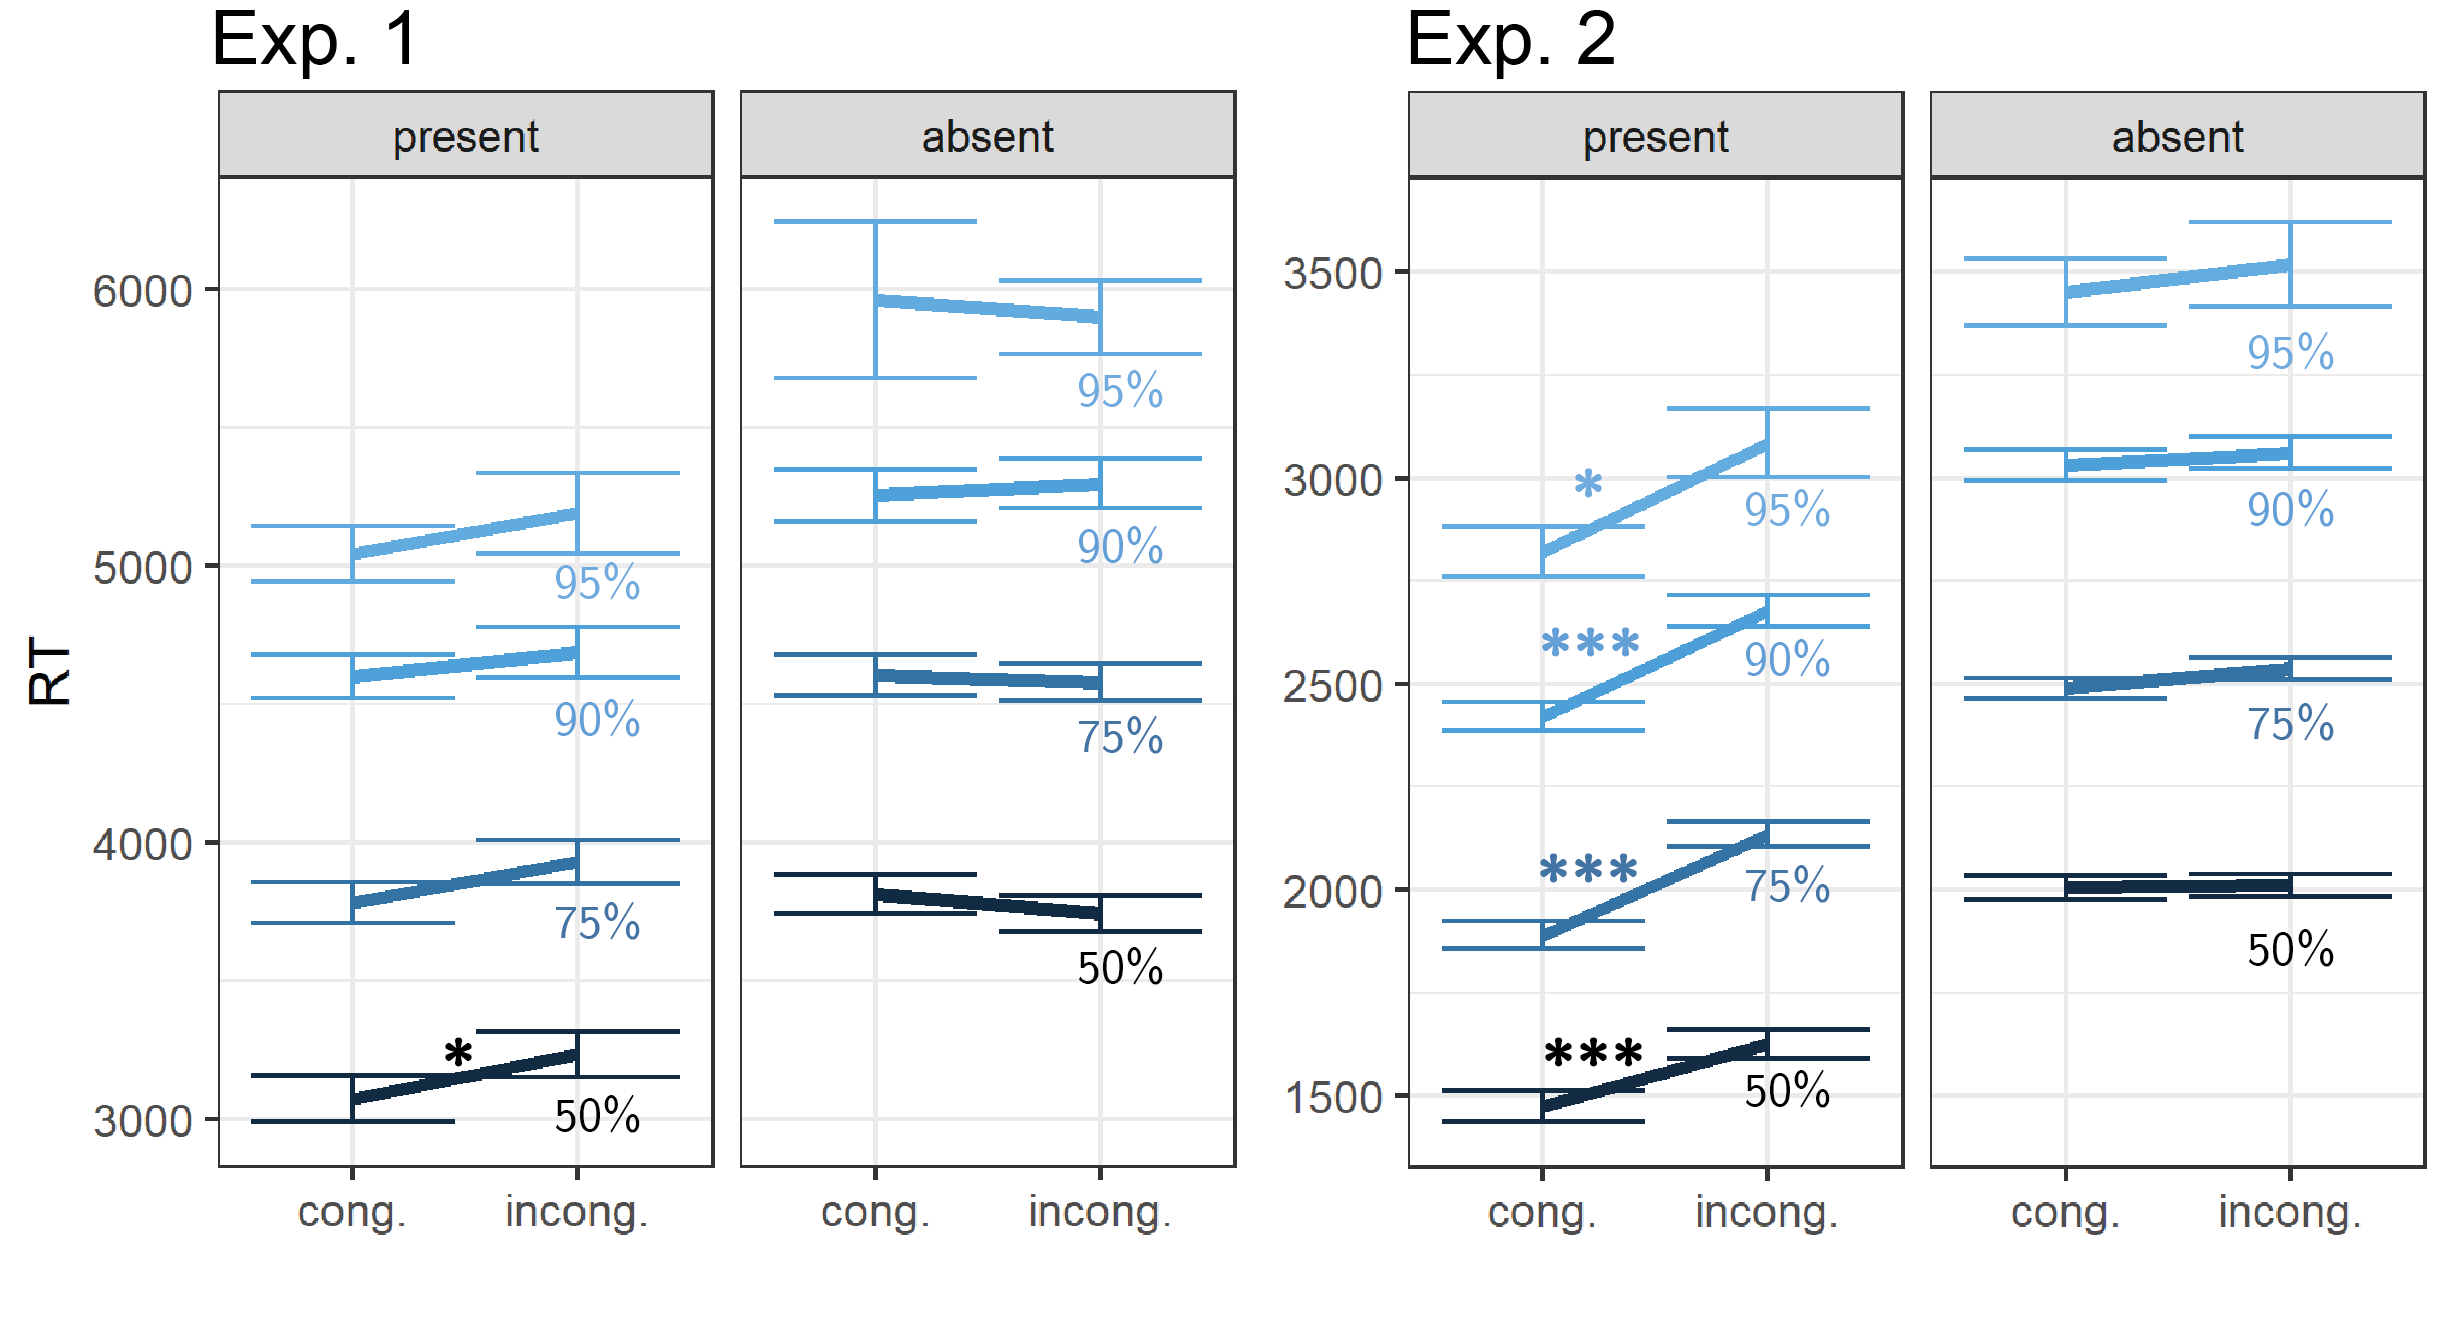 Exp. 1
present
absent
RT
6000
5000
4000
3000
95%
90%
75%
*
50%
95%
90%
75%
50%
cong.
incong.
cong.
incong.
Exp. 2
present
absent
3500
3000
2500
2000
1500
*
95%
***
90%
***
75%
***
50%
95%
90%
75%
50%
cong.
incong.
cong.
incong.